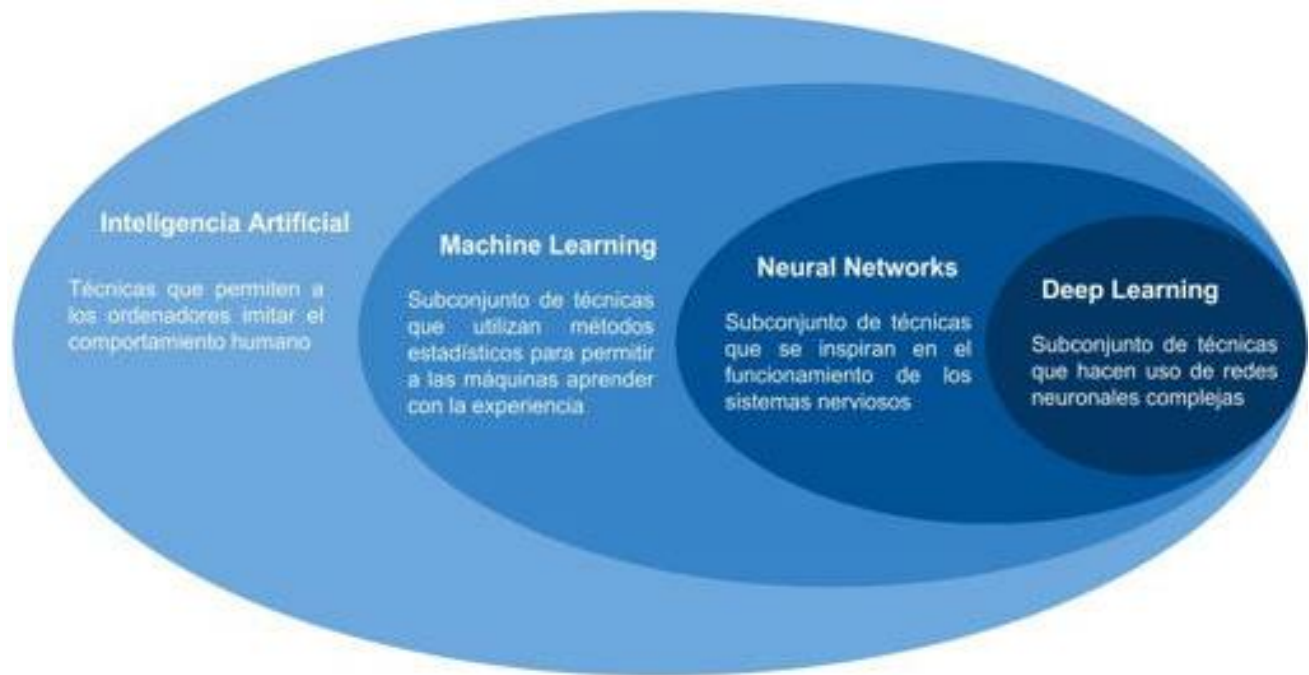 Inteligencia Artificial
Técnicas que permiten a
los ordenadores imitar el
comportamiento humano
Machine Learning
Subconjunto de técnicas
que utilizan métodos
estadísticos para permitir
a las máquinas aprender
con la experiencia
Neural Networks
Subconjunto de técnicas
que se inspiran en el
funcionamiento de los
sistemas nerviosos
Deep Learning
Subconjunto de técnicas
que hacen uso de redes
neuronales complejas